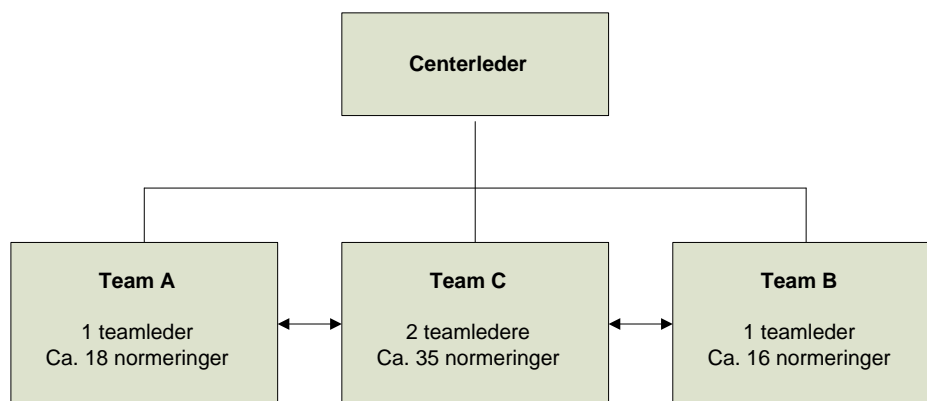 Centerleder
Team A
1 teamleder
Ca. 18 normeringer
Team C
2 teamledere
Ca. 35 normeringer
Team B
1 teamleder
Ca. 16 normeringer